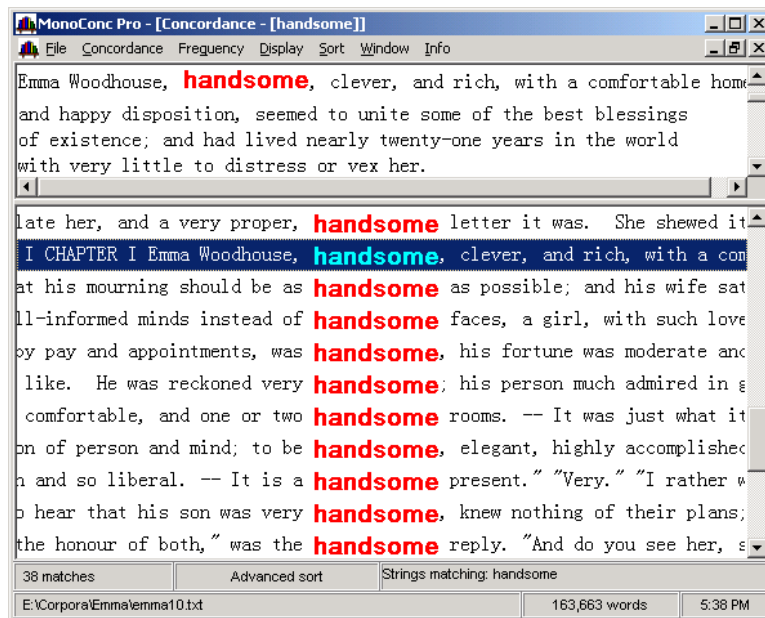 MonoConc Pro - [Concordance - [handsome]]
File Concordance Frequency Display Sort Window Info
Emma Woodhouse, handsome, clever, and rich, with a comfortable home
and happy disposition, seemed to unite some of the best blessings
of existence; and had lived nearly twenty-one years in the world
with very little to distress or vex her.
late her, and a very proper, handsome letter it was. She shewed it
I CHAPTER I Emma Woodhouse, handsome, clever, and rich, with a com
at his mourning should be as handsome as possible; and his wife sat
ll-informed minds instead of handsome faces, a girl, with such love
by pay and appointments, was handsome, his fortune was moderate and
like. He was reckoned very handsome; his person much admired in g
comfortable, and one or two handsome rooms. -- It was just what it
on of person and mind; to be handsome, elegant, highly accomplished
n and so liberal. -- It is a handsome present." "Very." "I rather w
o hear that his son was very handsome, knew nothing of their plans;
the honour of both," was the handsome reply. "And do you see her, s
38 matches Advanced sort Strings matching: handsome
E:\Corpora\Emma\emma10.txt 163,663 words 5:38 PM